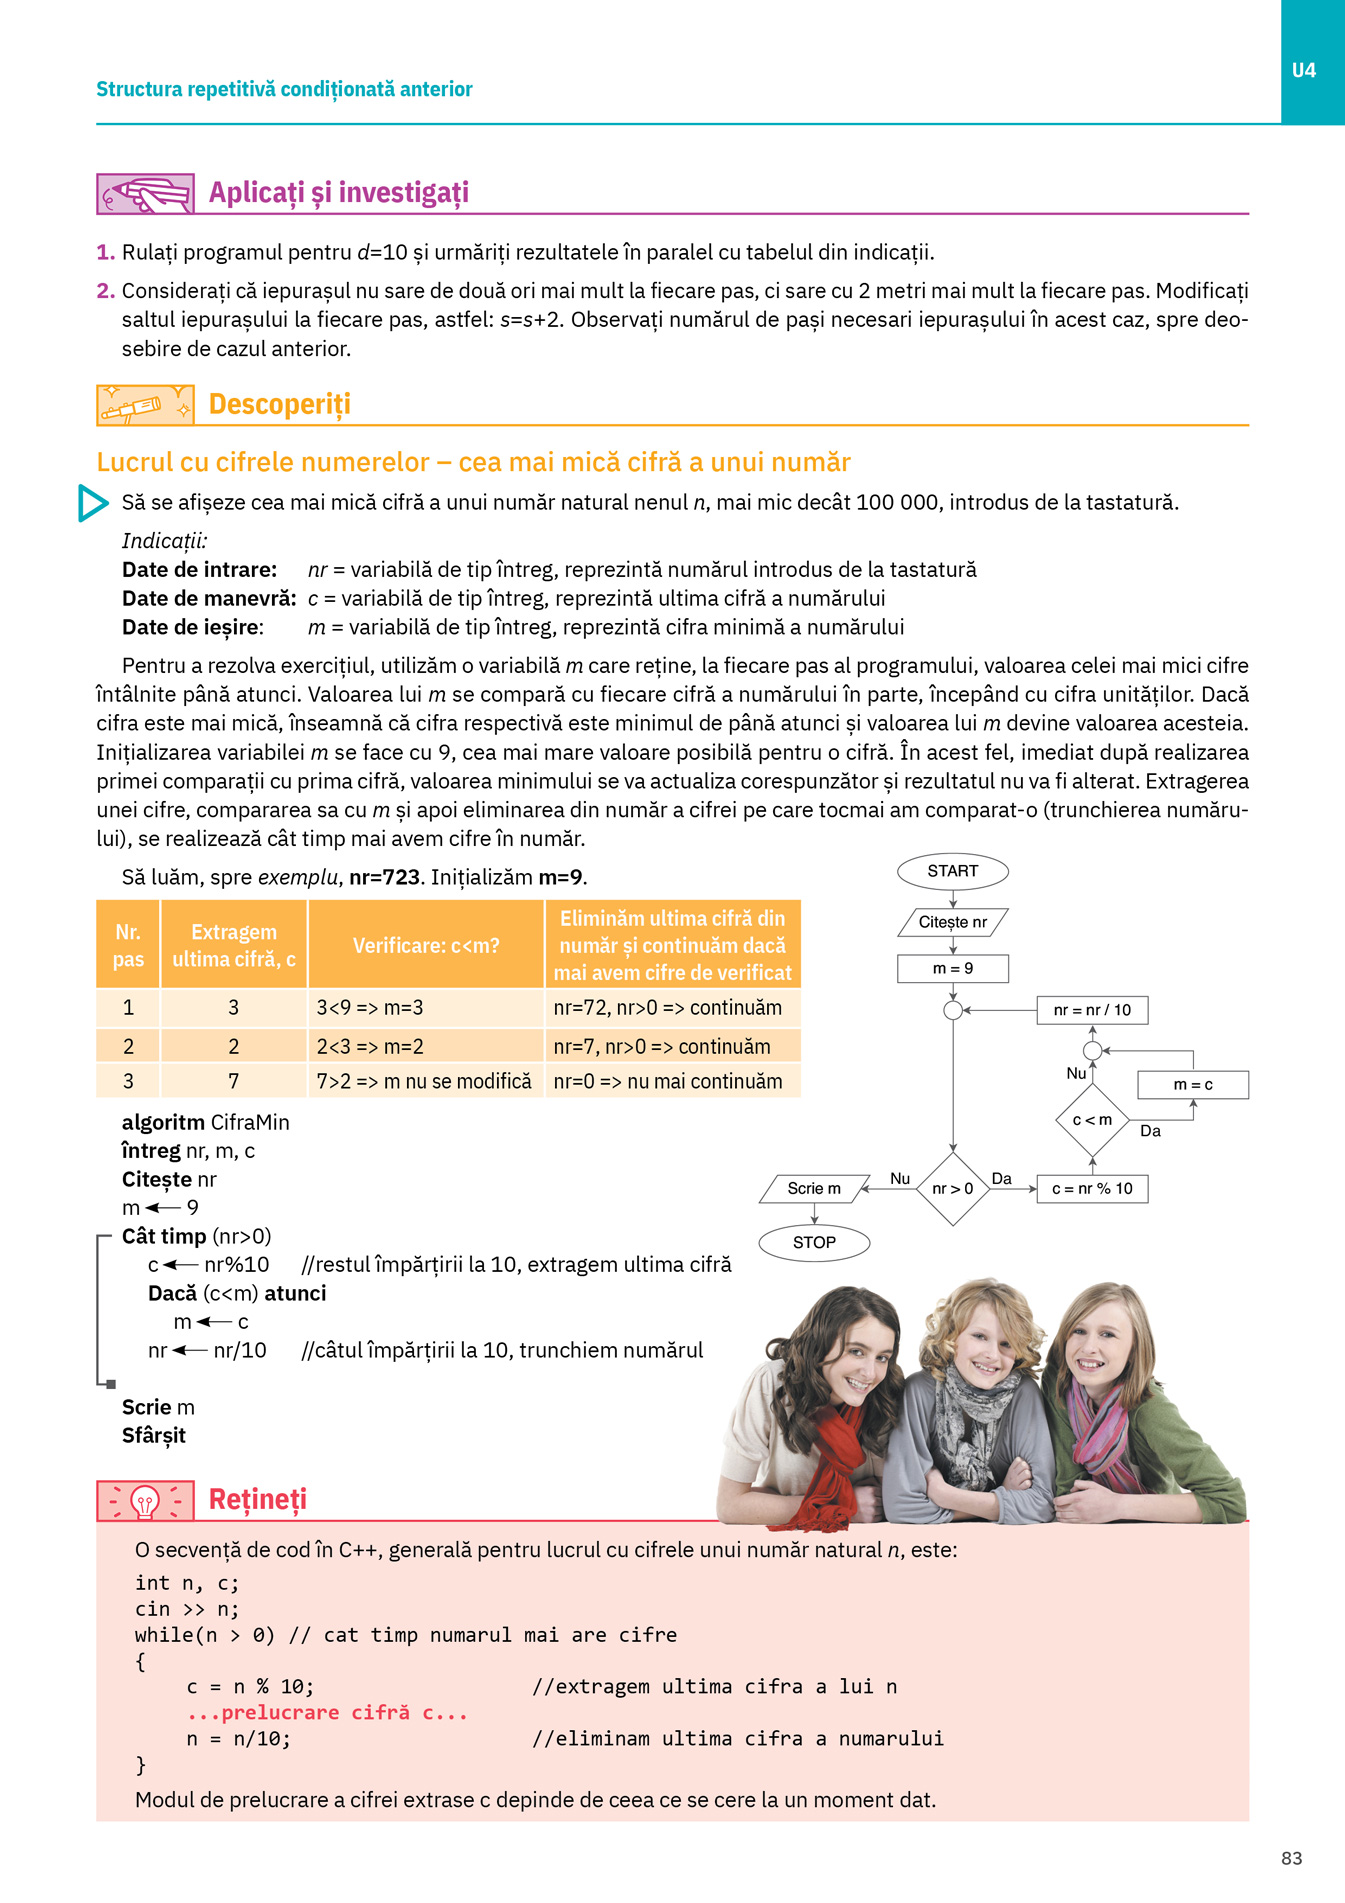 U4
Structura repetitivă condiționată anterior
Aplicați și investigați
1. Rulați programul pentru d=10 și urmăriți rezultatele în paralel cu tabelul din indicații.
2. Considerați că iepurașul nu sare de două ori mai mult la fiecare pas, ci sare cu 2 metri mai mult la fiecare pas. Modificați
saltul iepurașului la fiecare pas, astfel: s=s+2. Observați numărul de pași necesari iepurașului în acest caz, spre deo-
sebire de cazul anterior.
Descoperiți
Lucrul cu cifrele numerelor – cea mai mică cifră a unui număr
Să se afișeze cea mai mică cifră a unui număr natural nenul n, mai mic decât 100 000, introdus de la tastatură.
Indicații:
Date de intrare: nr = variabilă de tip întreg, reprezintă numărul introdus de la tastatură
Date de manevră: c = variabilă de tip întreg, reprezintă ultima cifră a numărului
Date de ieșire: m = variabilă de tip întreg, reprezintă cifra minimă a numărului
Pentru a rezolva exercițiul, utilizăm o variabilă m care reține, la fiecare pas al programului, valoarea celei mai mici cifre
întâlnite până atunci. Valoarea lui m se compară cu fiecare cifră a numărului în parte, începând cu cifra unităților. Dacă
cifra este mai mică, înseamnă că cifra respectivă este minimul de până atunci și valoarea lui m devine valoarea acesteia.
Inițializarea variabilei m se face cu 9, cea mai mare valoare posibilă pentru o cifră. În acest fel, imediat după realizarea
primei comparații cu prima cifră, valoarea minimului se va actualiza corespunzător și rezultatul nu va fi alterat. Extragerea
unei cifre, compararea sa cu m și apoi eliminarea din număr a cifrei pe care tocmai am comparat-o (trunchierea număru-
lui), se realizează cât timp mai avem cifre în număr.
Să luăm, spre exemplu, nr=723. Inițializăm m=9.
Nr.
pas
Extragem
ultima cifră, c
Verificare: c<m?
Eliminăm ultima cifră din
număr și continuăm dacă
mai avem cifre de verificat
1 3 3<9 => m=3 nr=72, nr>0 => continuăm
2 2 2<3 => m=2 nr=7, nr>0 => continuăm
3 7 7>2 => m nu se modifică nr=0 => nu mai continuăm
START
Citește nr
m = 9
nr = nr / 10
Nu
m = c
c < m
Da
Scrie m
Nu
nr > 0
Da
c = nr % 10
STOP
algoritm CifraMin
întreg nr, m, c
Citește nr
m ⟵ 9
Cât timp (nr>0)
c ⟵ nr%10 //restul împărțirii la 10, extragem ultima cifră
Dacă (c<m) atunci
m ⟵ c
nr ⟵ nr/10 //câtul împărțirii la 10, trunchiem numărul
Scrie m
Sfârșit
Rețineți
O secvență de cod în C++, generală pentru lucrul cu cifrele unui număr natural n, este:
int n, c;
cin >> n;
while(n > 0) // cat timp numarul mai are cifre
{
c = n % 10; //extragem ultima cifra a lui n
...prelucrare cifră c...
n = n/10; //eliminam ultima cifra a numarului
}
Modul de prelucrare a cifrei extrase c depinde de ceea ce se cere la un moment dat.
83